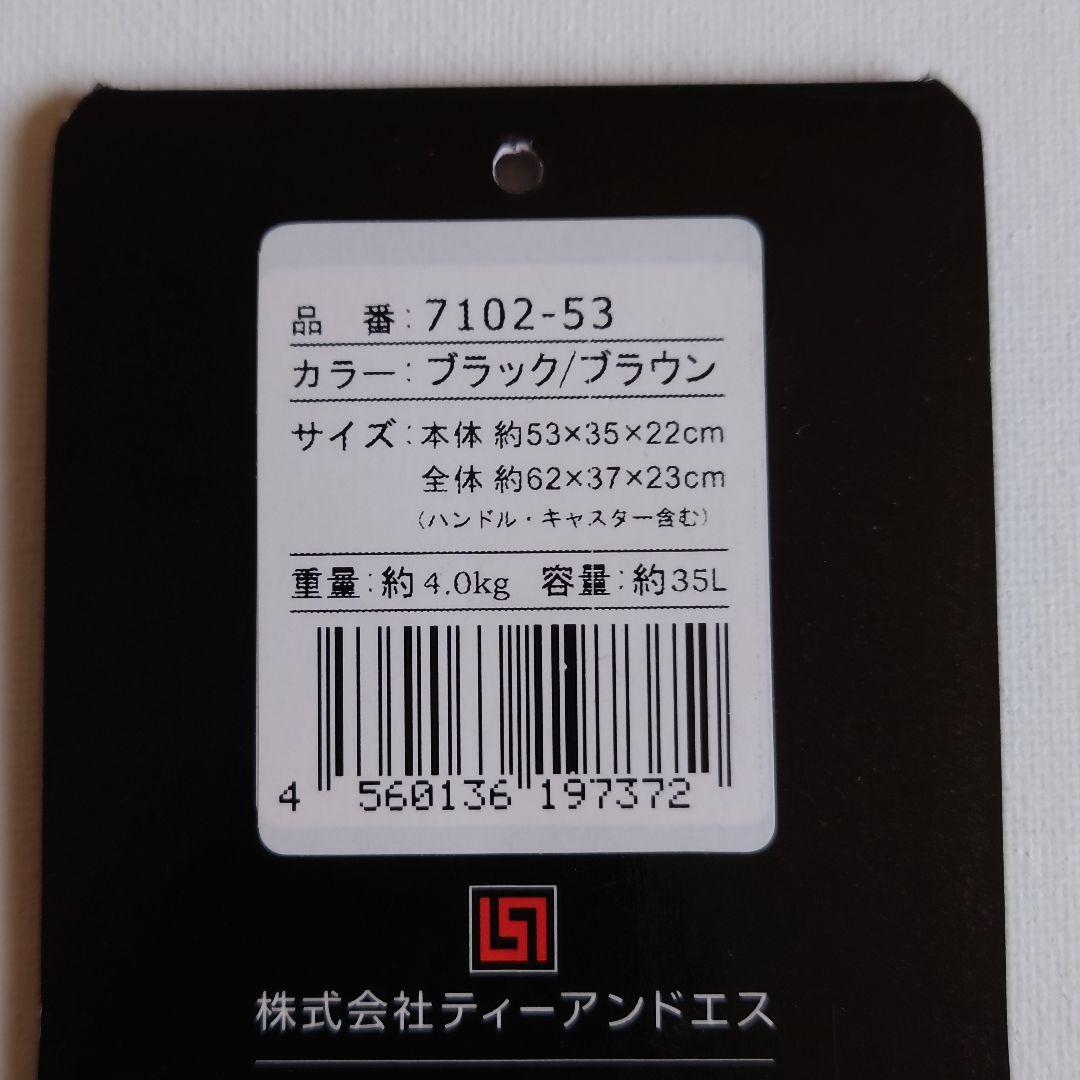 品　番：7102-53
カラー：ブラック/ブラウン
サイズ：本体 約53×35×22cm
全体 約62×37×23cm
（ハンドル・キャスター含む）
重量：約4.0kg　容量：約35L
4 560136 197372
株式会社ティーアンドエス